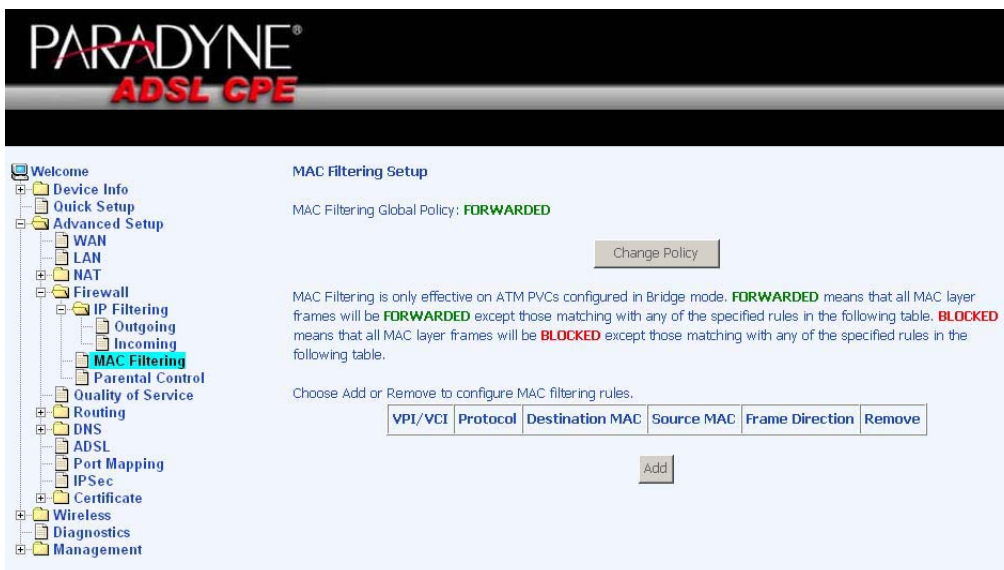 PARADYNE®
ADSL CPE
Welcome
Device Info
Quick Setup
Advanced Setup
WAN
LAN
NAT
Firewall
IP Filtering
Outgoing
Incoming
MAC Filtering
Parental Control
Quality of Service
Routing
DNS
ADSL
Port Mapping
IPSec
Certificate
Wireless
Diagnostics
Management
MAC Filtering Setup
MAC Filtering Global Policy: FORWARDED
Change Policy
MAC Filtering is only effective on ATM PVCs configured in Bridge mode. FORWARDED means that all MAC layer
frames will be FORWARDED except those matching with any of the specified rules in the following table. BLOCKED
means that all MAC layer frames will be BLOCKED except those matching with any of the specified rules in the
following table.
Choose Add or Remove to configure MAC filtering rules.
VPI/VCI Protocol Destination MAC Source MAC Frame Direction Remove
Add